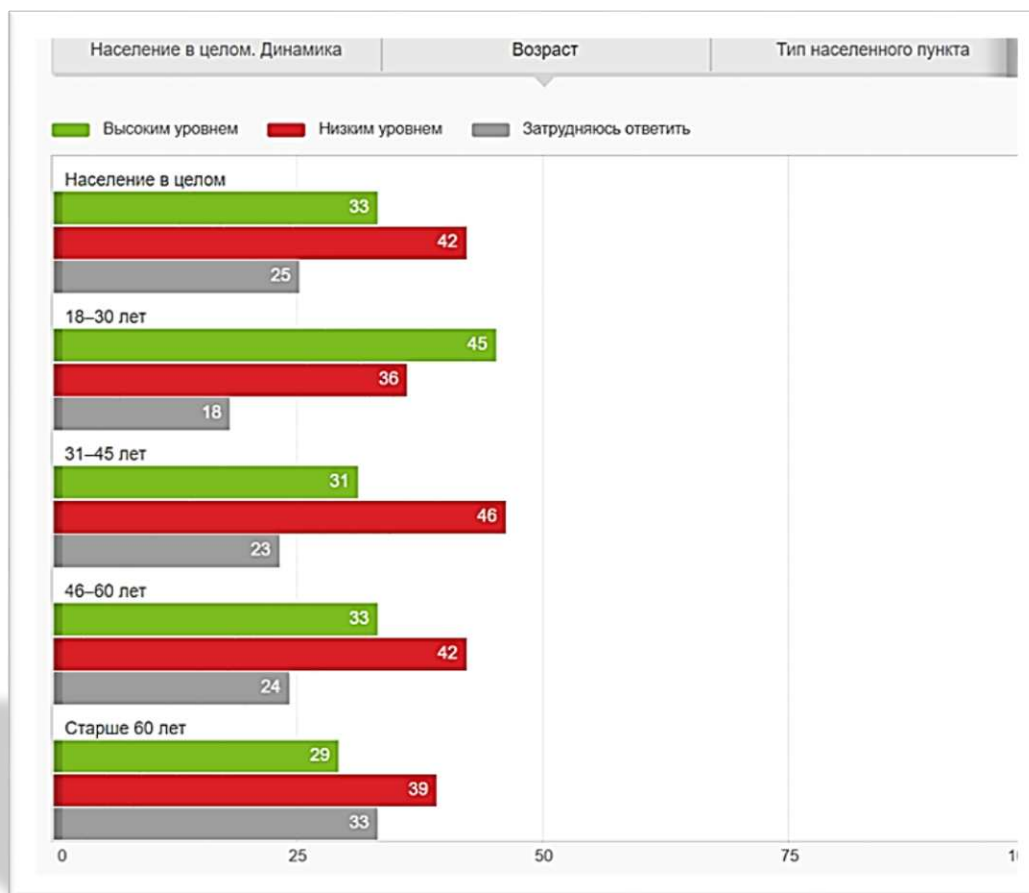 Население в целом. Динамика Возраст Тип населенного пункта
Высоким уровнем Низким уровнем Затрудняюсь ответить
Население в целом
33
42
25
18–30 лет
45
36
18
31–45 лет
31
46
23
46–60 лет
33
42
24
Старше 60 лет
29
39
33
0 25 50 75